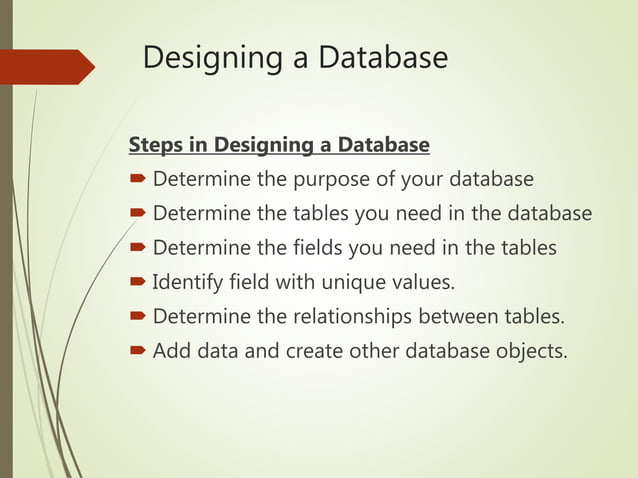 Designing a Database
Steps in Designing a Database
Determine the purpose of your database
Determine the tables you need in the database
Determine the fields you need in the tables
Identify field with unique values.
Determine the relationships between tables.
Add data and create other database objects.